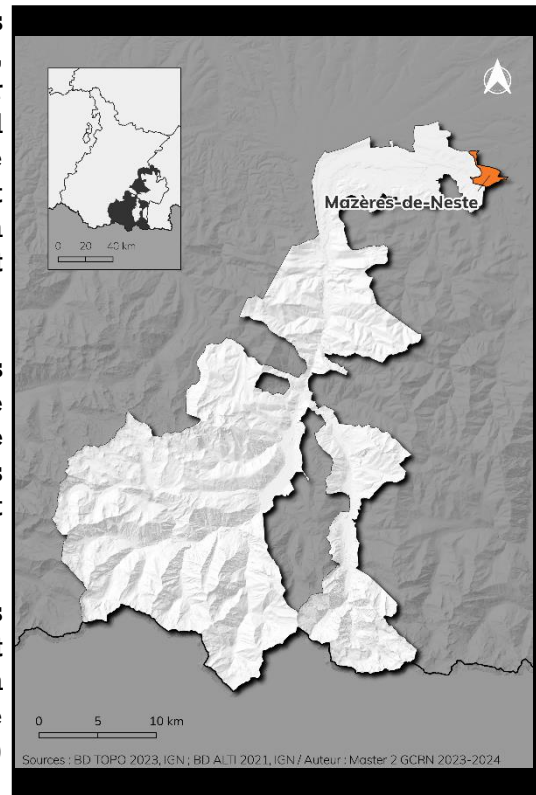 0 20 40 km
Mazères-de-Neste
0 5 10 km
Sources : BD TOPO 2023, IGN ; BD ALTI 2021, IGN / Auteur : Master 2 GCRN 2023-2024